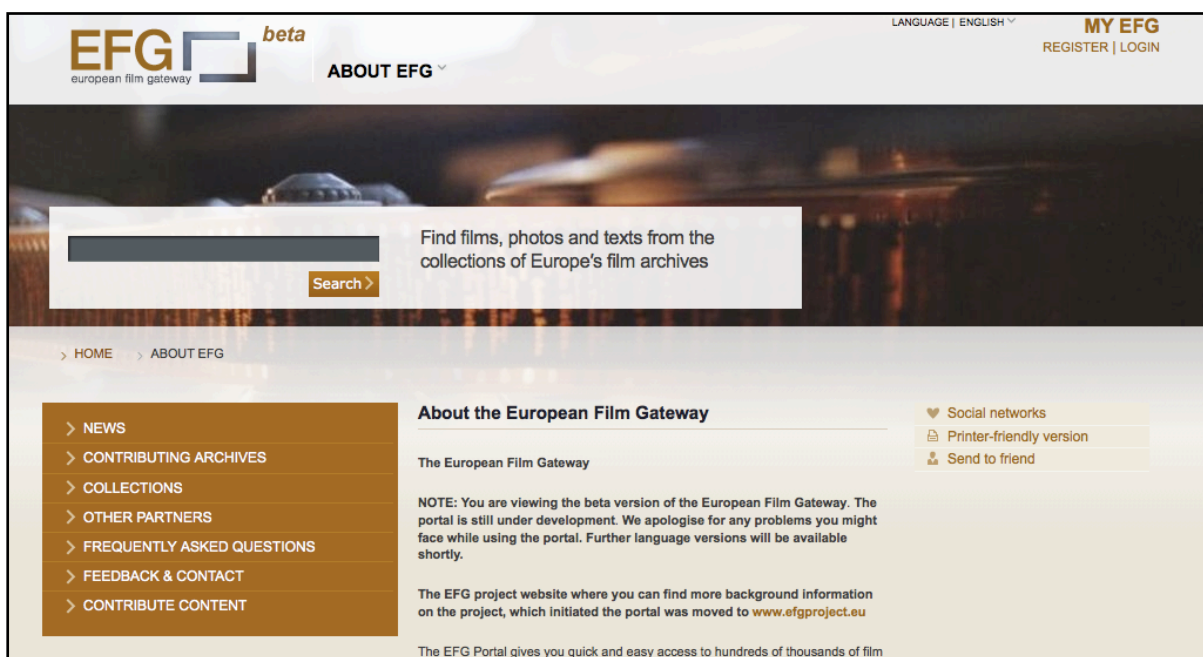 EFG beta
european film gateway
ABOUT EFG
LANGUAGE | ENGLISH
MY EFG
REGISTER | LOGIN
Search
Find films, photos and texts from the
collections of Europe's film archives
HOME
ABOUT EFG
NEWS
CONTRIBUTING ARCHIVES
COLLECTIONS
OTHER PARTNERS
FREQUENTLY ASKED QUESTIONS
FEEDBACK & CONTACT
CONTRIBUTE CONTENT
About the European Film Gateway
The European Film Gateway
NOTE: You are viewing the beta version of the European Film Gateway. The
portal is still under development. We apologise for any problems you might
face while using the portal. Further language versions will be available
shortly.
The EFG project website where you can find more background information
on the project, which initiated the portal was moved to www.efgproject.eu
The EFG Portal gives you quick and easy access to hundreds of thousands of film
Social networks
Printer-friendly version
Send to friend